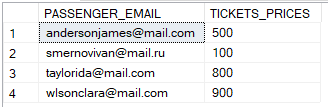 PASSENGER_EMAIL TICKETS_PRICES
1 andersonjames@mail.com 500
2 smernovivan@mail.ru 100
3 taylorida@mail.com 800
4 wlsonclara@mail.com 900